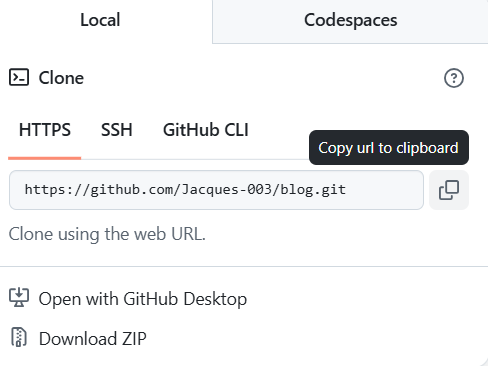 Local Codespaces
Clone
HTTPS SSH GitHub CLI
Copy url to clipboard
https://github.com/Jacques-003/blog.git
Clone using the web URL.
Open with GitHub Desktop
Download ZIP